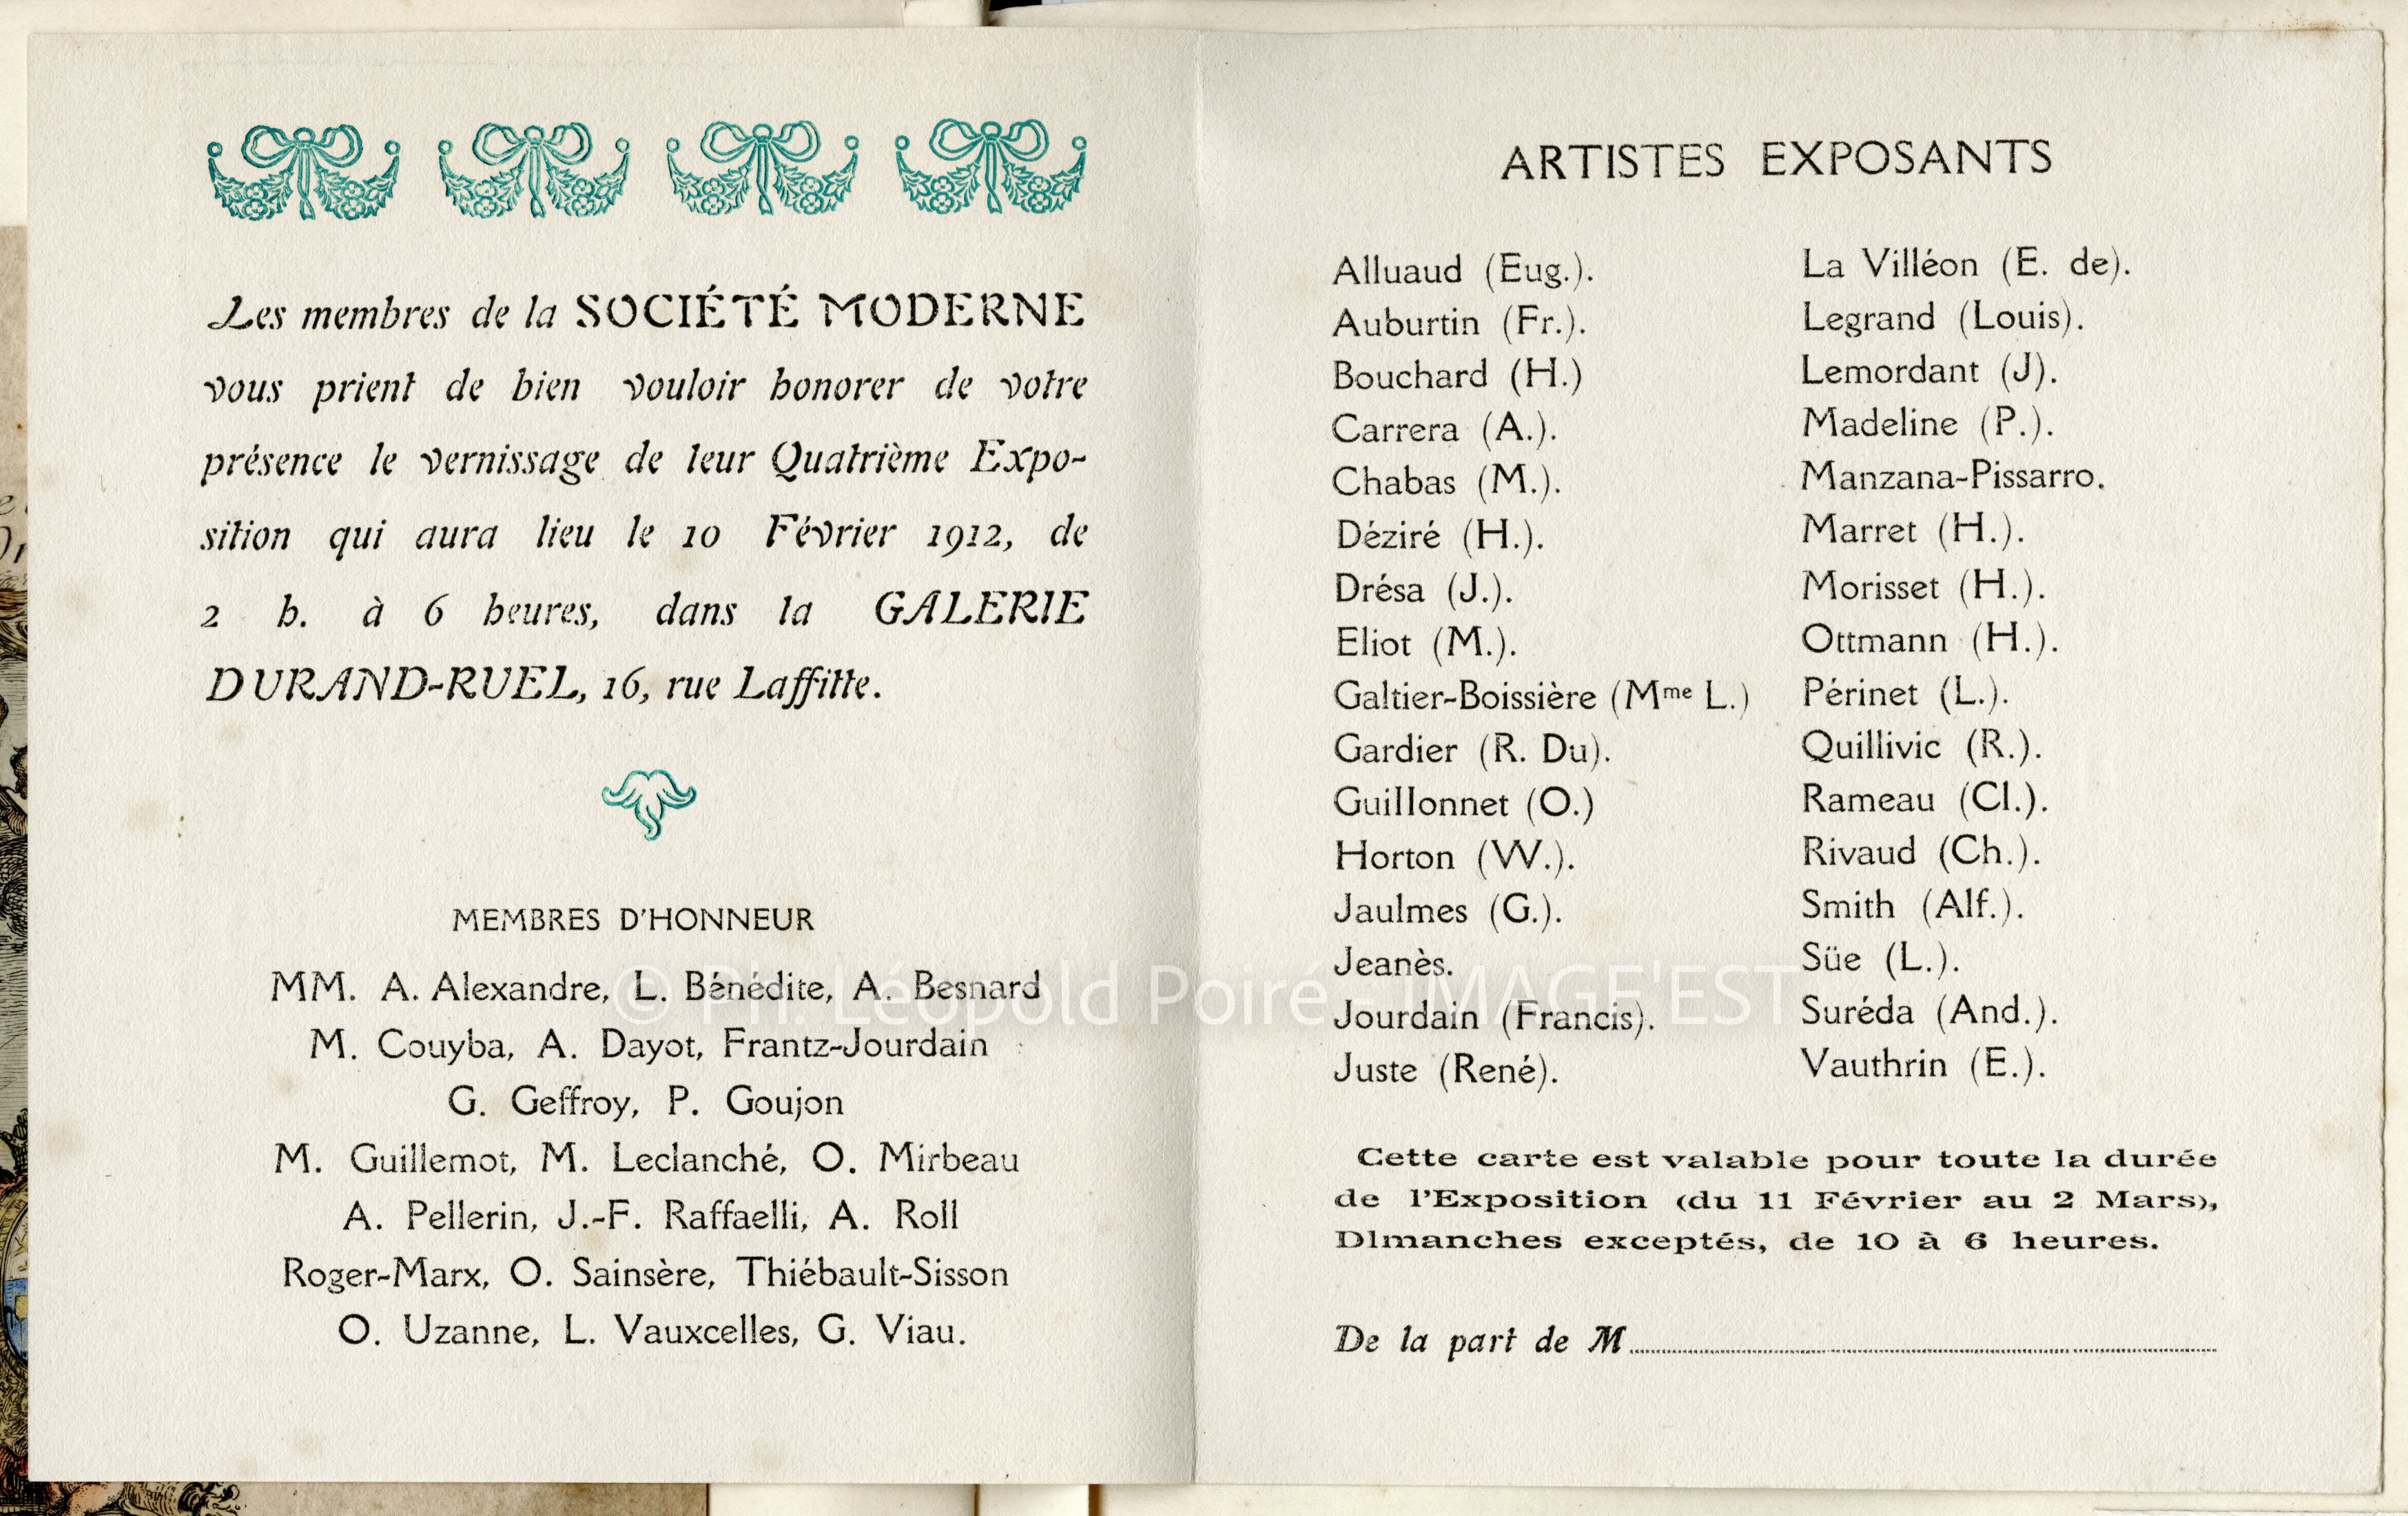 Les membres de la SOCIÉTÉ MODERNE
vous prient de bien vouloir honorer de votre
présence le vernissage de leur Quatrième Expo-
sition qui aura lieu le 10 Février 1912, de
2 h. à 6 heures, dans la GALERIE
DURAND-RUEL, 16, rue Laffitte.
MEMBRES D'HONNEUR
MM. A. Alexandre, L. Bénédite, A. Besnard
M. Couyba, A. Dayot, Frantz-Jourdain
G. Geffroy, P. Goujon
M. Guillemot, M. Leclanché, O. Mirbeau
A. Pellerin, J.-F. Raffaelli, A. Roll
Roger-Marx, O. Sainsère, Thiébault-Sisson
O. Uzanne, L. Vauxcelles, G. Viau.
ARTISTES EXPOSANTS
Alluaud (Eug.).
Auburtin (Fr.).
Bouchard (H.)
Carrera (A.).
Chabas (M.).
Déziré (H.).
Drésa (J.).
Eliot (M.).
Galtier-Boissière (Mme L.)
Gardier (R. Du).
Guillonnet (O.)
Horton (W.).
Jaulmes (G.).
Jeanès.
Jourdain (Francis).
Juste (René).
La Villéon (E. de).
Legrand (Louis).
Lemordant (J).
Madeline (P.).
Manzana-Pissarro.
Marret (H.).
Morisset (H.).
Ottmann (H.).
Périnet (L.).
Quillivic (R.).
Rameau (Cl.).
Rivaud (Ch.).
Smith (Alf.).
Süe (L.).
Suréda (And.).
Vauthrin (E.).
Cette carte est valable pour toute la durée
de l'Exposition (du 11 Février au 2 Mars),
DImanches exceptés, de 10 à 6 heures.
De la part de M
© Ph. Léopold Poiré - IMAGE'EST